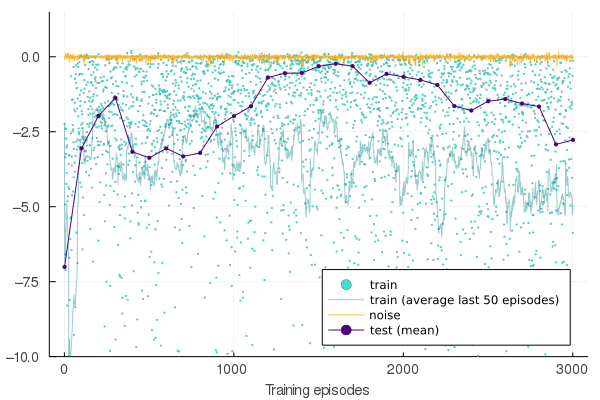 0.0
−2.5
−5.0
−7.5
−10.0
0
1000
2000
3000
Training episodes
train
train (average last 50 episodes)
noise
test (mean)